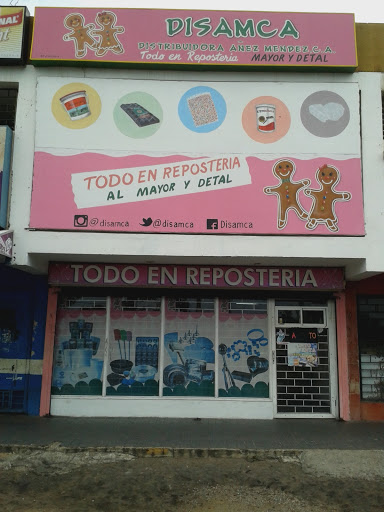 DISAMCA
DISTRIBUIDORA AÑEZ MENDEZ C.A.
Todo en Reposteria MAYOR Y DETAL
TODO EN REPOSTERIA
AL MAYOR Y DETAL
@disamca @disamca Disamca
TODO EN REPOSTERIA